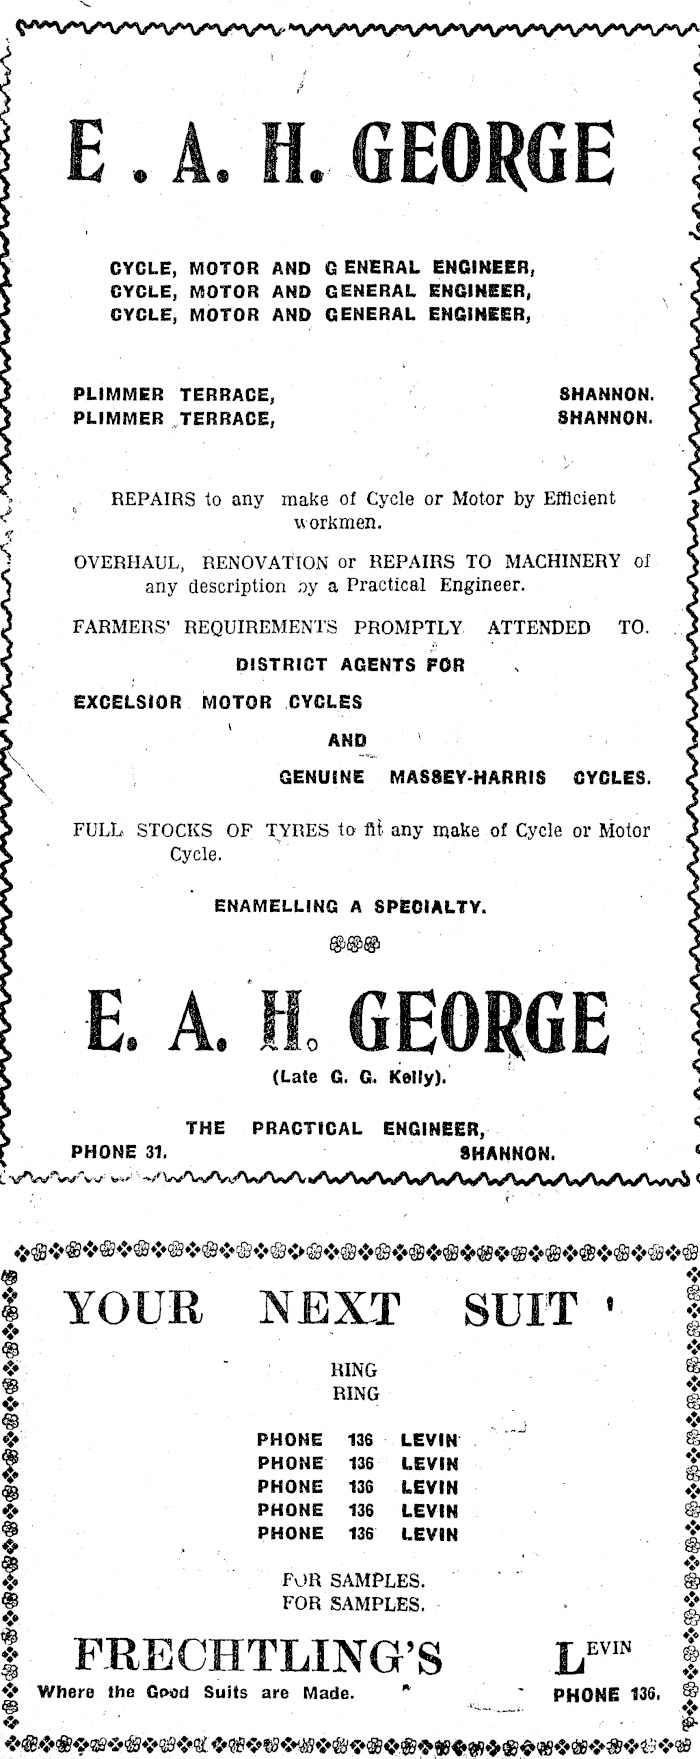 E. A. H. GEORGE
CYCLE, MOTOR AND GENERAL ENGINEER,
CYCLE, MOTOR AND GENERAL ENGINEER,
CYCLE, MOTOR AND GENERAL ENGINEER,
PLIMMER TERRACE, SHANNON.
PLIMMER TERRACE, SHANNON.
REPAIRS to any make of Cycle or Motor by Efficient
workmen.
OVERHAUL, RENOVATION or REPAIRS TO MACHINERY of
any description by a Practical Engineer.
FARMERS' REQUIREMENTS PROMPTLY ATTENDED TO.
DISTRICT AGENTS FOR
EXCELSIOR MOTOR CYCLES
AND
GENUINE MASSEY-HARRIS CYCLES.
FULL STOCKS OF TYRES to fit any make of Cycle or Motor
Cycle.
ENAMELLING A SPECIALTY.
E. A. H. GEORGE
(Late G. G. Kelly).
THE PRACTICAL ENGINEER,
PHONE 31. SHANNON.
YOUR NEXT SUIT '
RING
RING
PHONE 136 LEVIN
PHONE 136 LEVIN
PHONE 136 LEVIN
PHONE 136 LEVIN
PHONE 136 LEVIN
FOR SAMPLES.
FOR SAMPLES.
FRECHTLING'S LEVIN
Where the Good Suits are Made. PHONE 136.